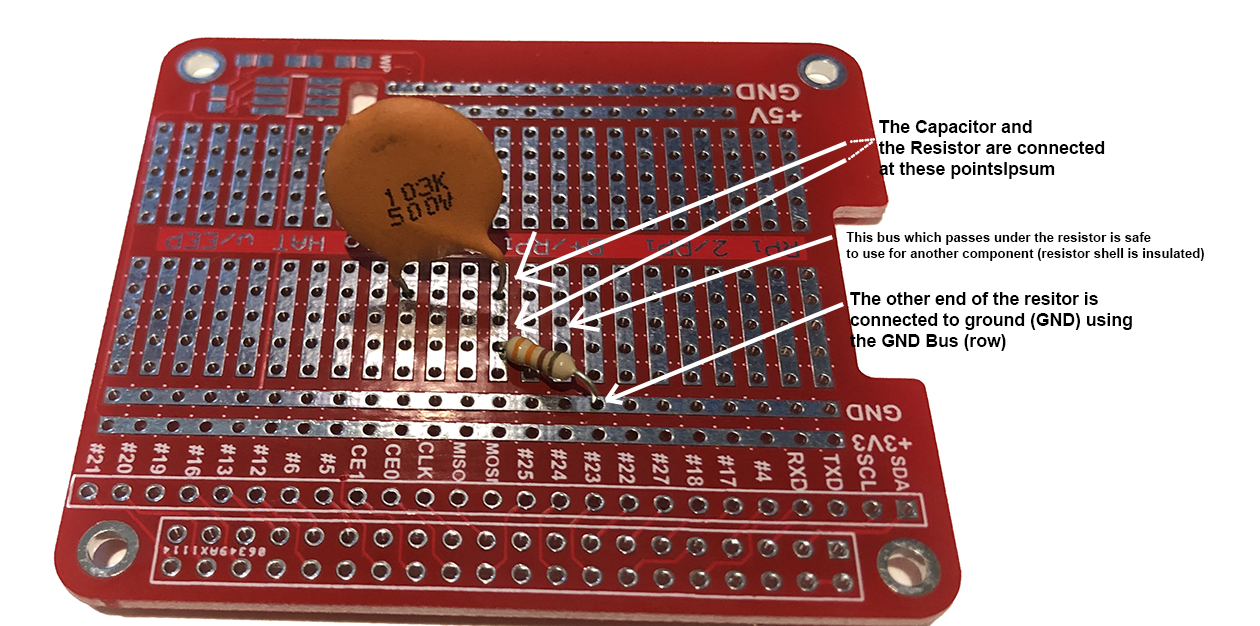 WP
GND
+5V
The Capacitor and
the Resistor are connected
at these pointsIpsum
103K
500V
w/EEP
HAT
B+/RPi
2/RPi
RPi
This bus which passes under the resistor is safe
to use for another component (resistor shell is insulated)
The other end of the resitor is
connected to ground (GND) using
the GND Bus (row)
GND
+3V3
#21
#20
#19
#16
#13
#12
#6
#5
CE1
CE0
CLK
MISO
MOSI
#25
#24
#23
#22
#27
#18
#17
#4
RXD
TXD
SCL
SDA
06349AX1114